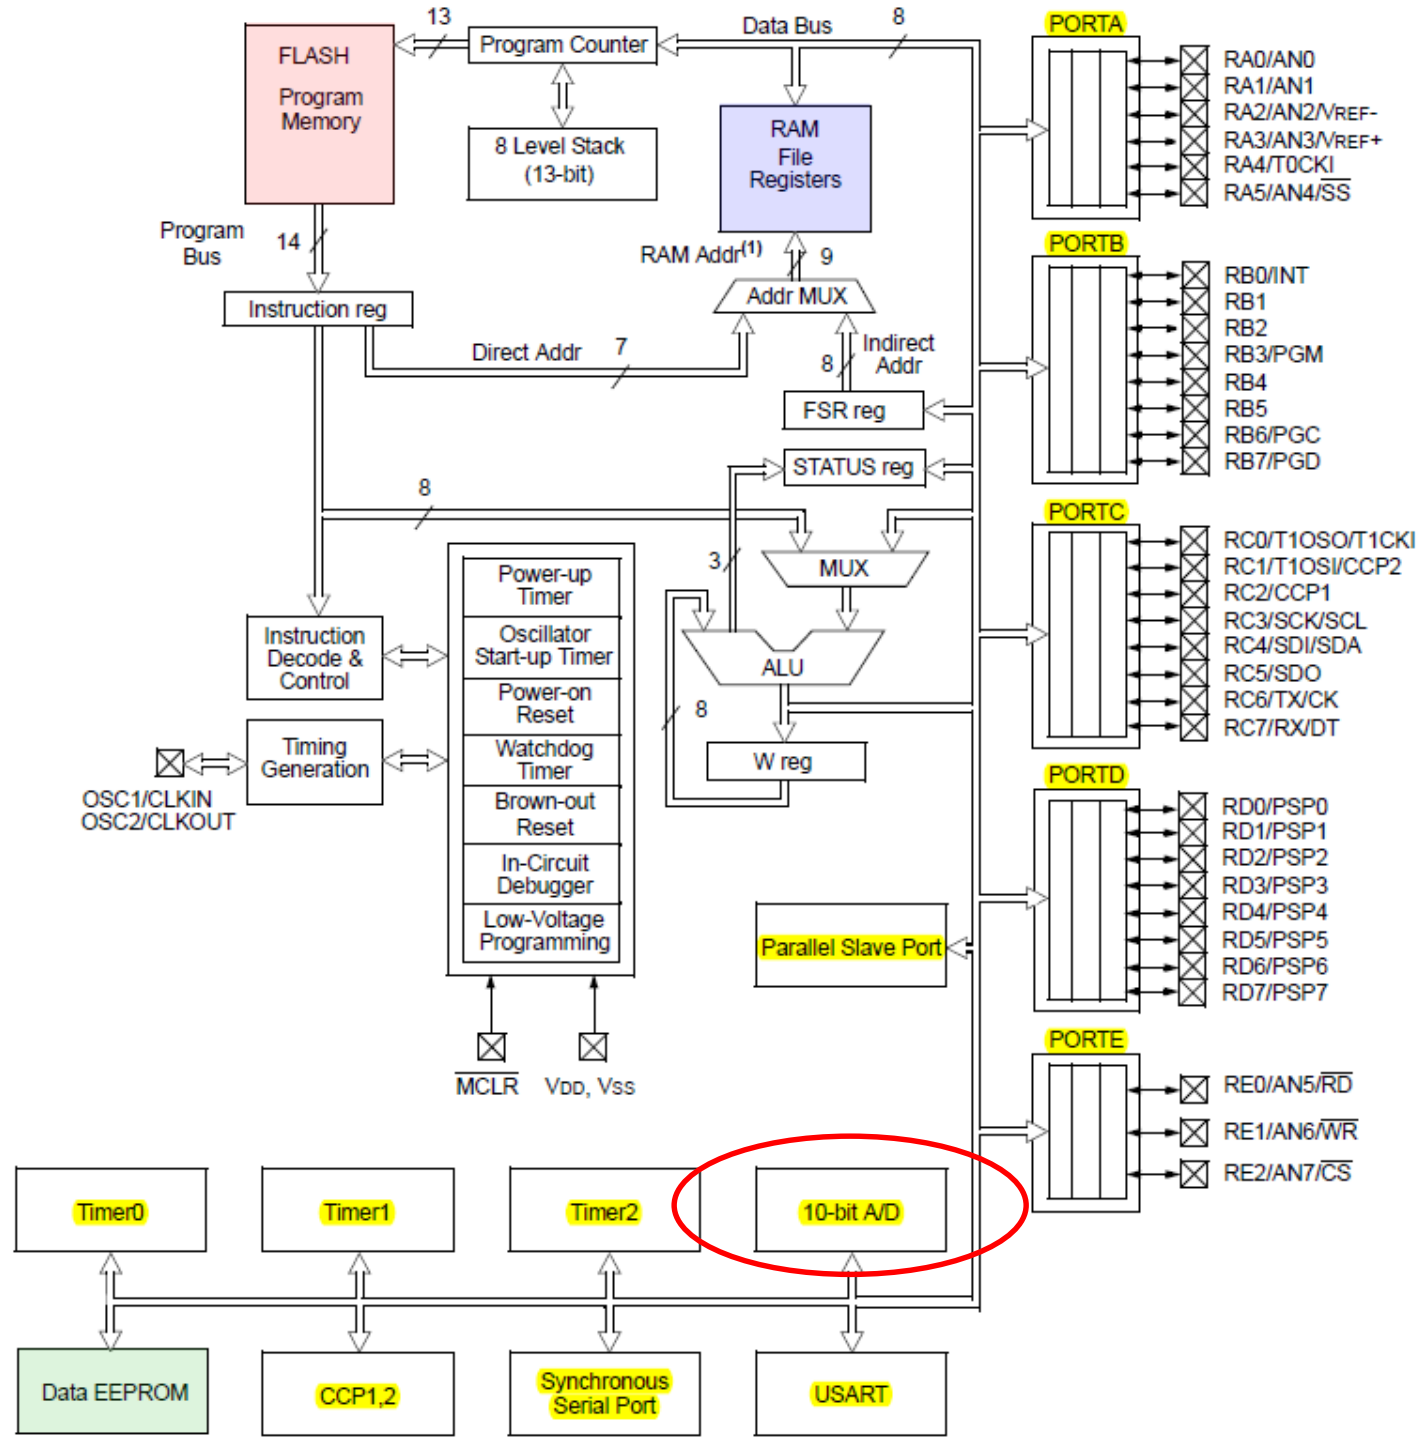 13
Data Bus
8
PORTA
FLASH
Program
Memory
Program Counter
8 Level Stack
(13-bit)
RAM
File
Registers
RA0/AN0
RA1/AN1
RA2/AN2/VREF-
RA3/AN3/VREF+
RA4/T0CKI
RA5/AN4/SS
Program
Bus
14
RAM Addr(1)
9
PORTB
Addr MUX
Instruction reg
Direct Addr
7
Indirect
Addr
8
FSR reg
STATUS reg
RB0/INT
RB1
RB2
RB3/PGM
RB4
RB5
RB6/PGC
RB7/PGD
8
3
MUX
PORTC
Power-up
Timer
Oscillator
Start-up Timer
Power-on
Reset
Watchdog
Timer
Brown-out
Reset
In-Circuit
Debugger
Low-Voltage
Programming
Instruction
Decode &
Control
Timing
Generation
OSC1/CLKIN
OSC2/CLKOUT
ALU
8
W reg
RC0/T1OSO/T1CKI
RC1/T1OSI/CCP2
RC2/CCP1
RC3/SCK/SCL
RC4/SDI/SDA
RC5/SDO
RC6/TX/CK
RC7/RX/DT
PORTD
RD0/PSP0
RD1/PSP1
RD2/PSP2
RD3/PSP3
RD4/PSP4
RD5/PSP5
RD6/PSP6
RD7/PSP7
Parallel Slave Port
MCLR
VDD, VSS
PORTE
RE0/AN5/RD
RE1/AN6/WR
RE2/AN7/CS
Timer0
Timer1
Timer2
10-bit A/D
Data EEPROM
CCP1,2
Synchronous
Serial Port
USART